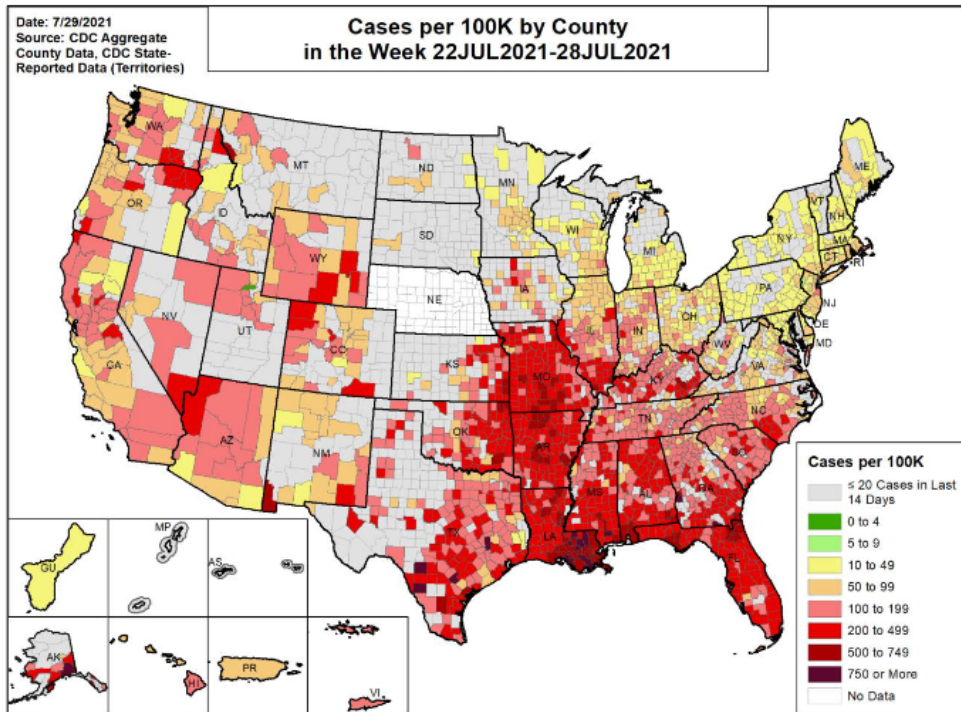 Date: 7/29/2021
Source: CDC Aggregate
County Data, CDC State-
Reported Data (Territories)
Cases per 100K by County
in the Week 22JUL2021-28JUL2021
WA
MT
ND
MN
ME
OR
ID
SD
WI
MI
VT
NH
NY
MA
CT
RI
WY
NE
IA
PA
NJ
NV
UT
CO
KS
IL
IN
OH
WV
DE
MD
VA
CA
MO
KY
AZ
NM
OK
AR
TN
NC
SC
TX
LA
MS
AL
GA
FL
GU
MP
AS
AK
HI
PR
VI
Cases per 100K
≤ 20 Cases in Last
14 Days
0 to 4
5 to 9
10 to 49
50 to 99
100 to 199
200 to 499
500 to 749
750 or More
No Data